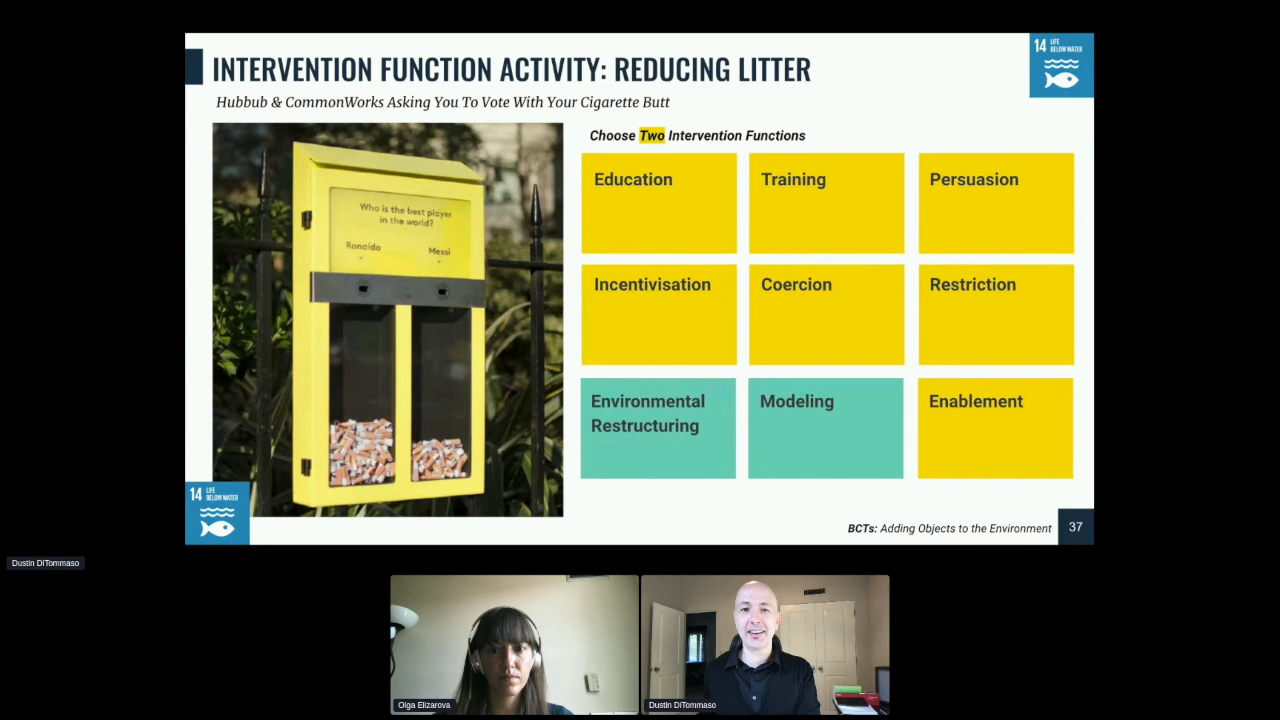 INTERVENTION FUNCTION ACTIVITY: REDUCING LITTER
14 LIFE
BELOW WATER
Hubbub & CommonWorks Asking You To Vote With Your Cigarette Butt
Choose Two Intervention Functions
Who is the best player
in the world?
Ronaldo
Messi
Education
Training
Persuasion
Incentivisation
Coercion
Restriction
Environmental
Restructuring
Modeling
Enablement
14 LIFE
BELOW WATER
BCTs: Adding Objects to the Environment
37
Dustin DiTommaso
Olga Elizarova
Dustin DiTommaso